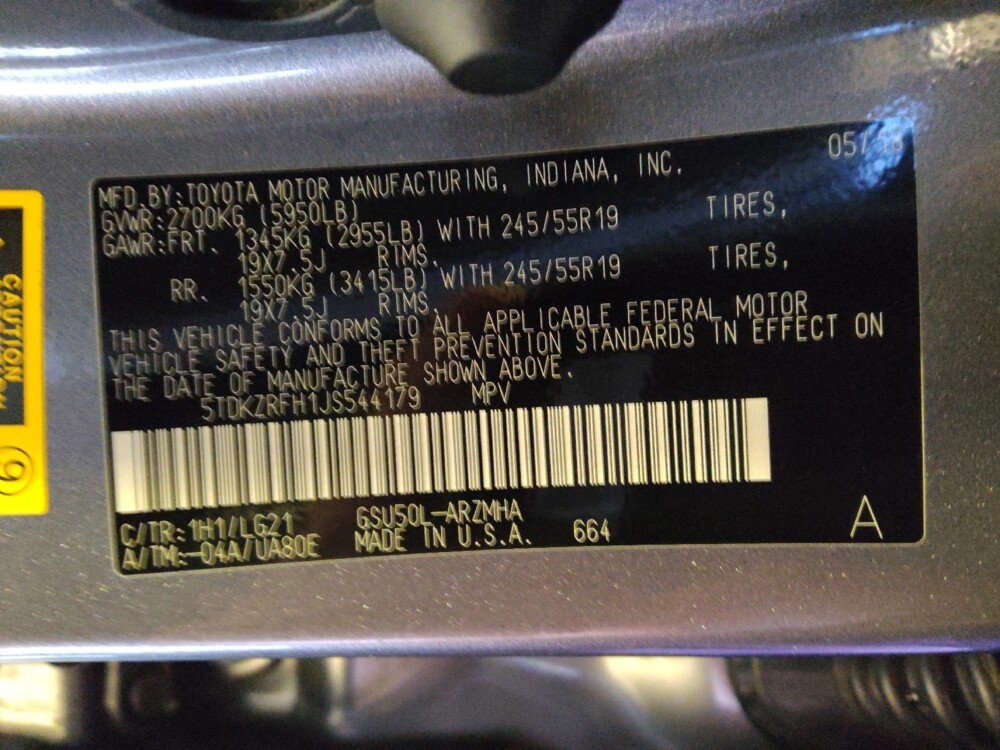 05/18
MFD. BY:TOYOTA MOTOR MANUFACTURING, INDIANA, INC.
GVWR:2700KG (5950LB)
GAWR:FRT. 1345KG (2955LB) WITH 245/55R19 TIRES,
19X7.5J RIMS.
RR. 1550KG (3415LB) WITH 245/55R19 TIRES,
19X7.5J RIMS.
THIS VEHICLE CONFORMS TO ALL APPLICABLE FEDERAL MOTOR
VEHICLE SAFETY AND THEFT PREVENTION STANDARDS IN EFFECT ON
THE DATE OF MANUFACTURE SHOWN ABOVE.
5TDKZRFH1JS544179 MPV
C/TR:1H1/LG21 GSU50L-ARZMHA
A/TM:-04A/UA80E MADE IN U.S.A. 664
A
CAUTION
9